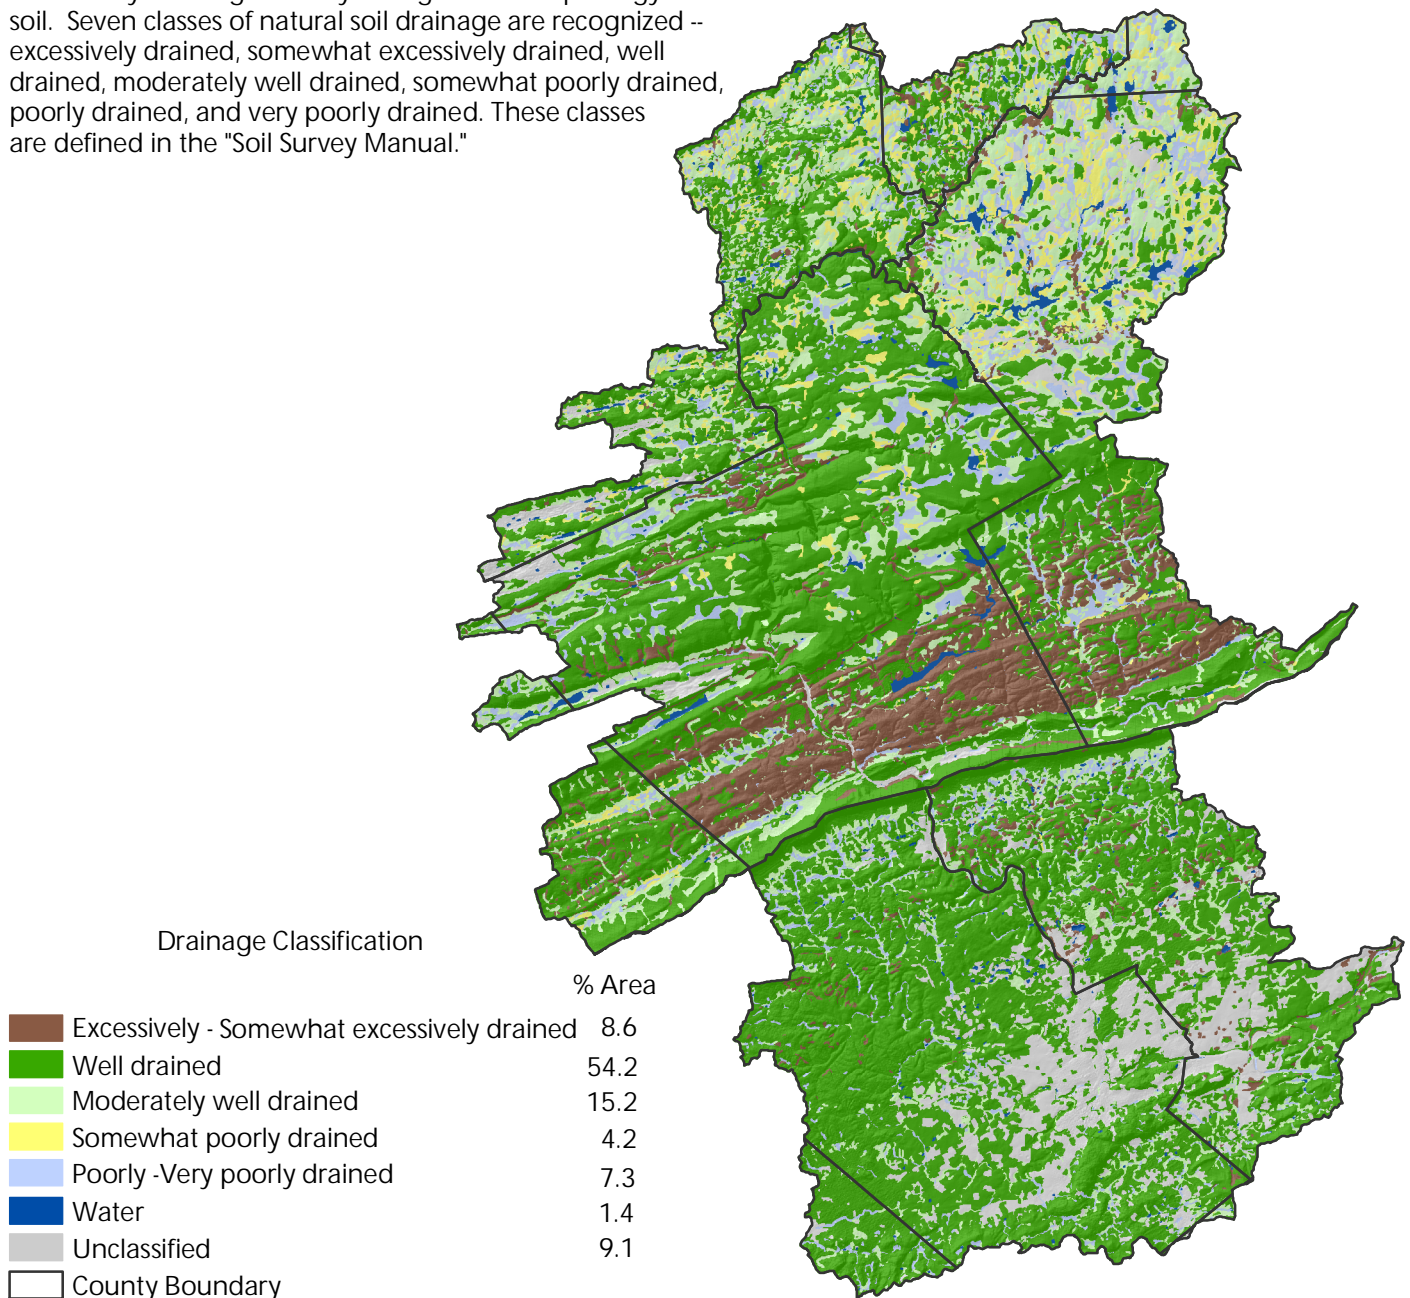 soil. Seven classes of natural soil drainage are recognized --
excessively drained, somewhat excessively drained, well
drained, moderately well drained, somewhat poorly drained,
poorly drained, and very poorly drained. These classes
are defined in the "Soil Survey Manual."
Drainage Classification
% Area
Excessively - Somewhat excessively drained 8.6
Well drained 54.2
Moderately well drained 15.2
Somewhat poorly drained 4.2
Poorly -Very poorly drained 7.3
Water 1.4
Unclassified 9.1
County Boundary